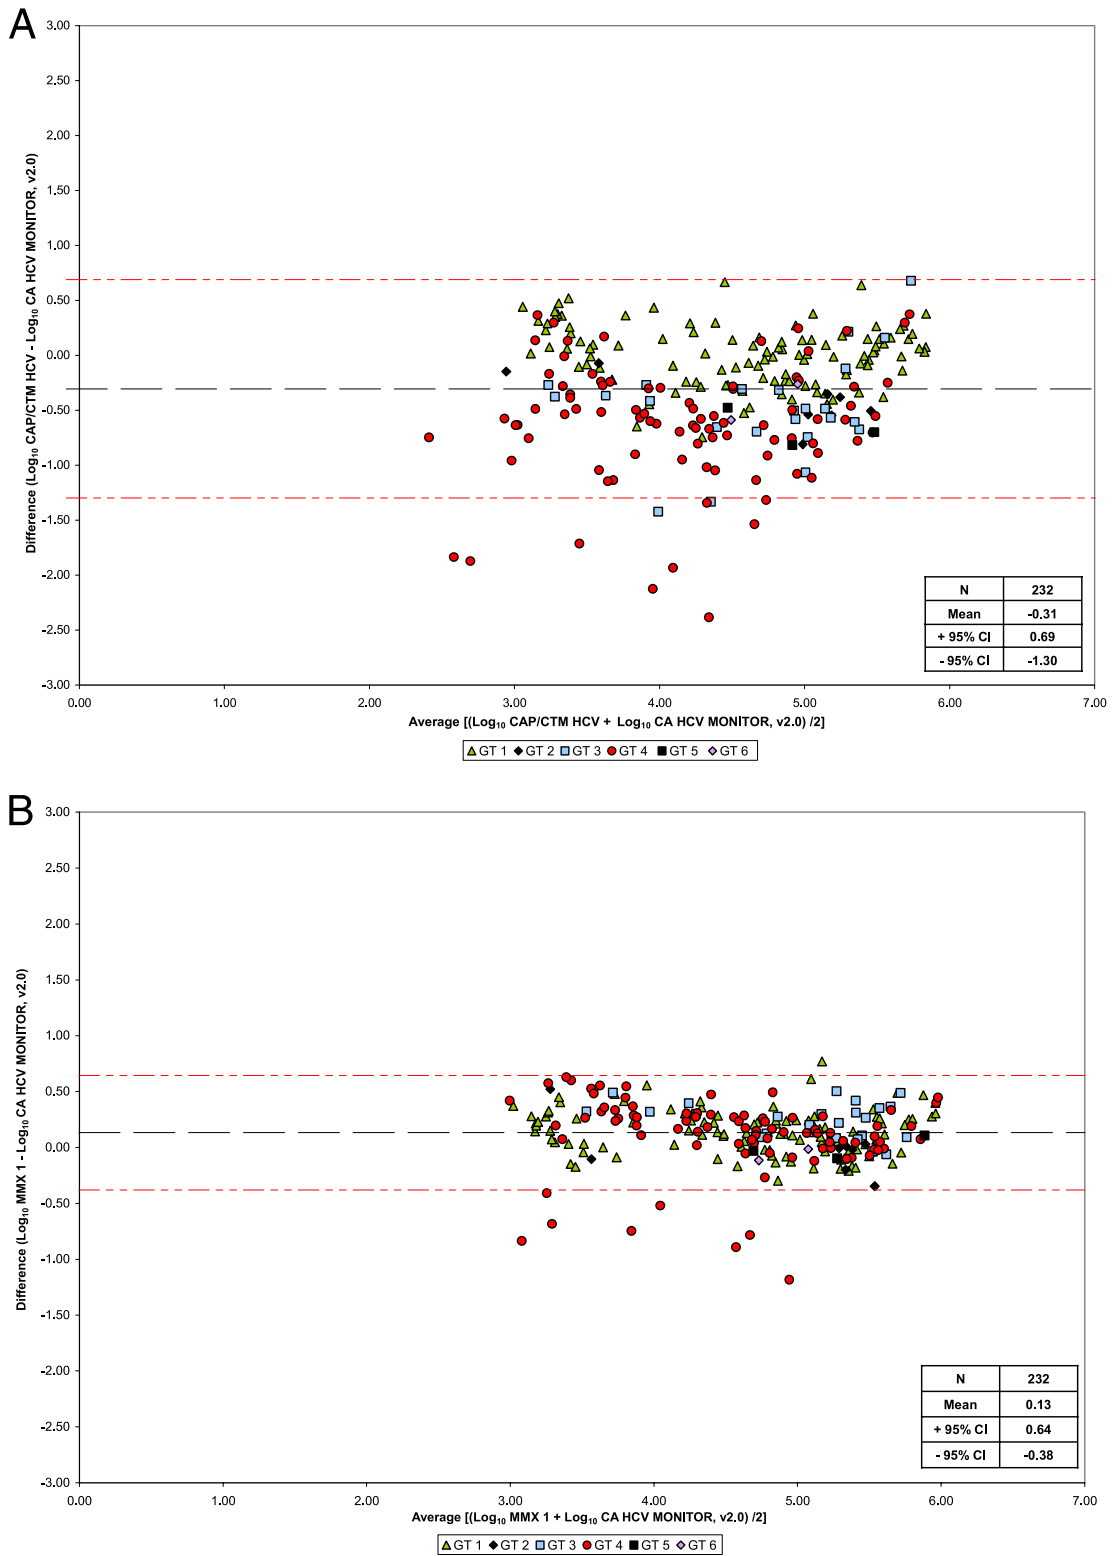 A
3.00
2.50
2.00
1.50
1.00
0.50
0.00
-0.50
-1.00
-1.50
-2.00
-2.50
-3.00
Difference (Log10 CAP/CTM HCV - Log10 CA HCV MONITOR, v2.0)
N 232
Mean -0.31
+ 95% CI 0.69
- 95% CI -1.30
0.00 1.00 2.00 3.00 4.00 5.00 6.00 7.00
Average [(Log10 CAP/CTM HCV + Log10 CA HCV MONITOR, v2.0) /2]
GT 1 GT 2 GT 3 GT 4 GT 5 GT 6
B
3.00
2.50
2.00
1.50
1.00
0.50
0.00
-0.50
-1.00
-1.50
-2.00
-2.50
-3.00
Difference (Log10 MMX 1 - Log10 CA HCV MONITOR, v2.0)
N 232
Mean 0.13
+ 95% CI 0.64
- 95% CI -0.38
0.00 1.00 2.00 3.00 4.00 5.00 6.00 7.00
Average [(Log10 MMX 1 + Log10 CA HCV MONITOR, v2.0) /2]
GT 1 GT 2 GT 3 GT 4 GT 5 GT 6